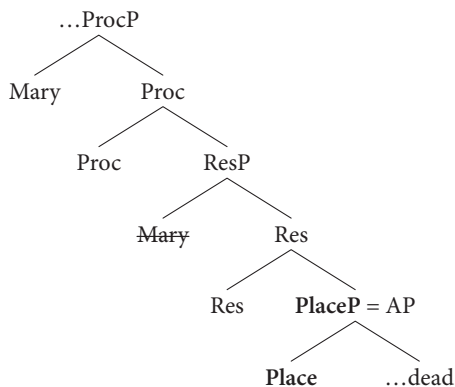 …ProcP
Mary Proc
Proc ResP
Mary Res
Res PlaceP = AP
Place …dead